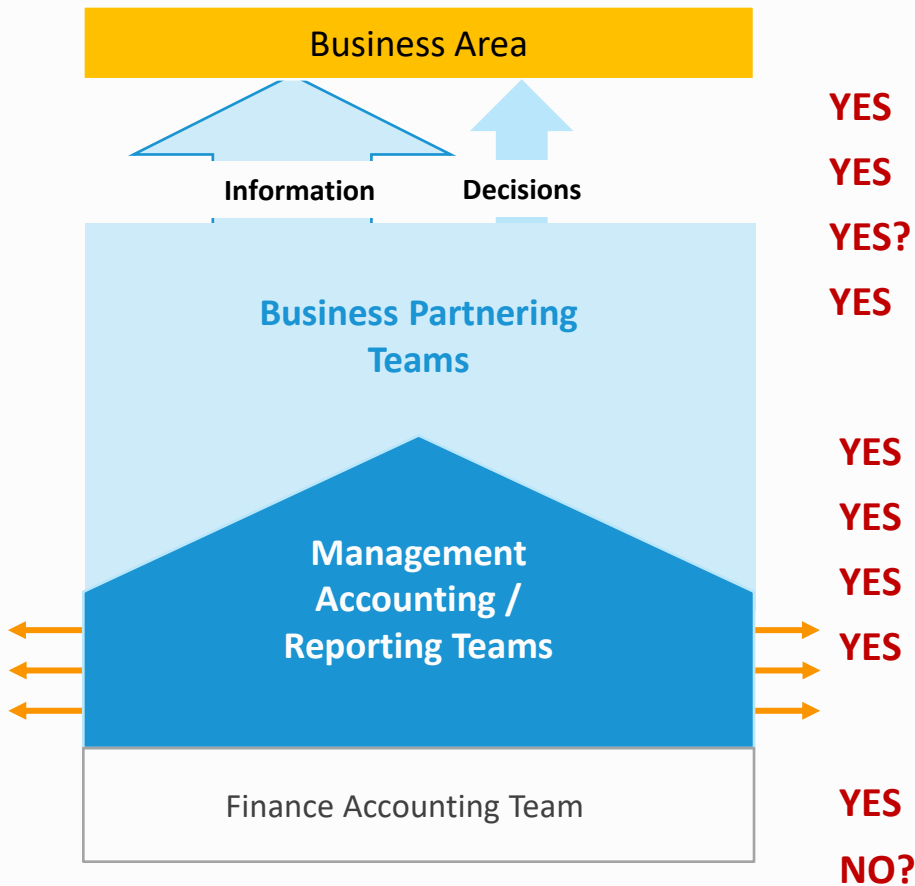 Business Area
YES
YES
Information
Decisions
YES?
YES
Business Partnering
Teams
YES
YES
Management
Accounting /
Reporting Teams
YES
YES
Finance Accounting Team
YES
NO?